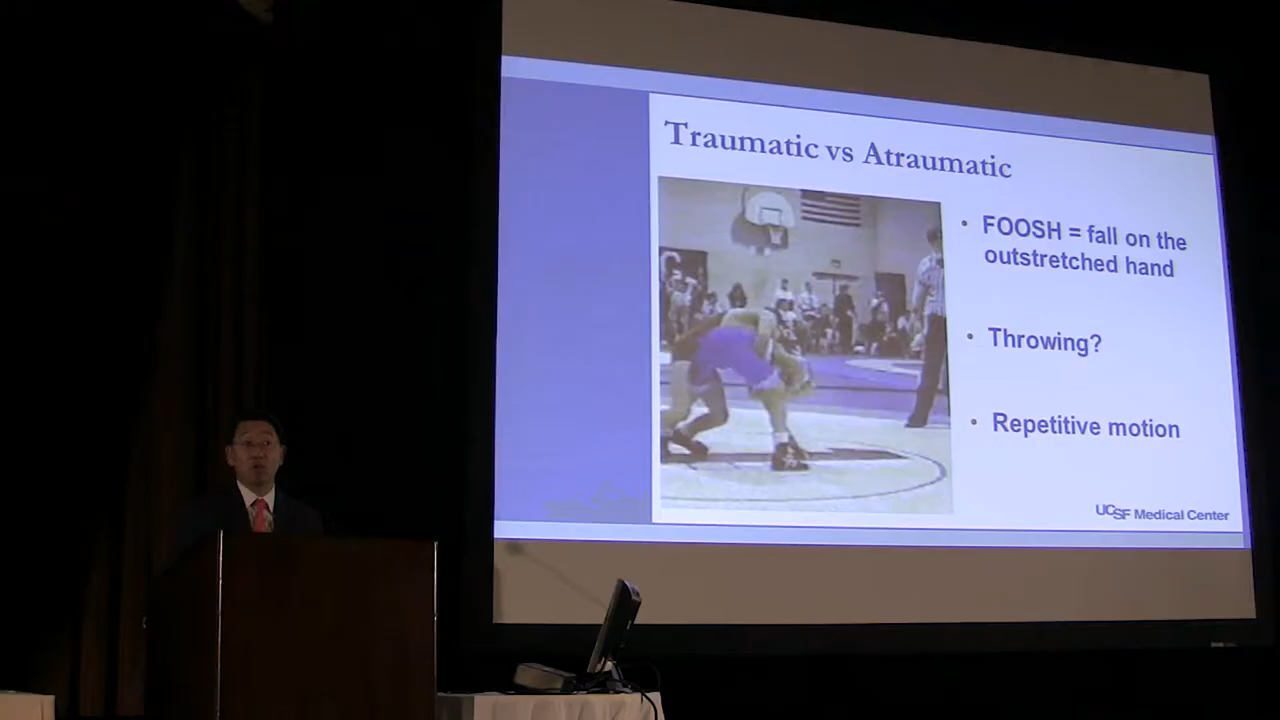 Traumatic vs Atraumatic
• FOOSH = fall on the
outstretched hand
• Throwing?
• Repetitive motion
UCSF Medical Center